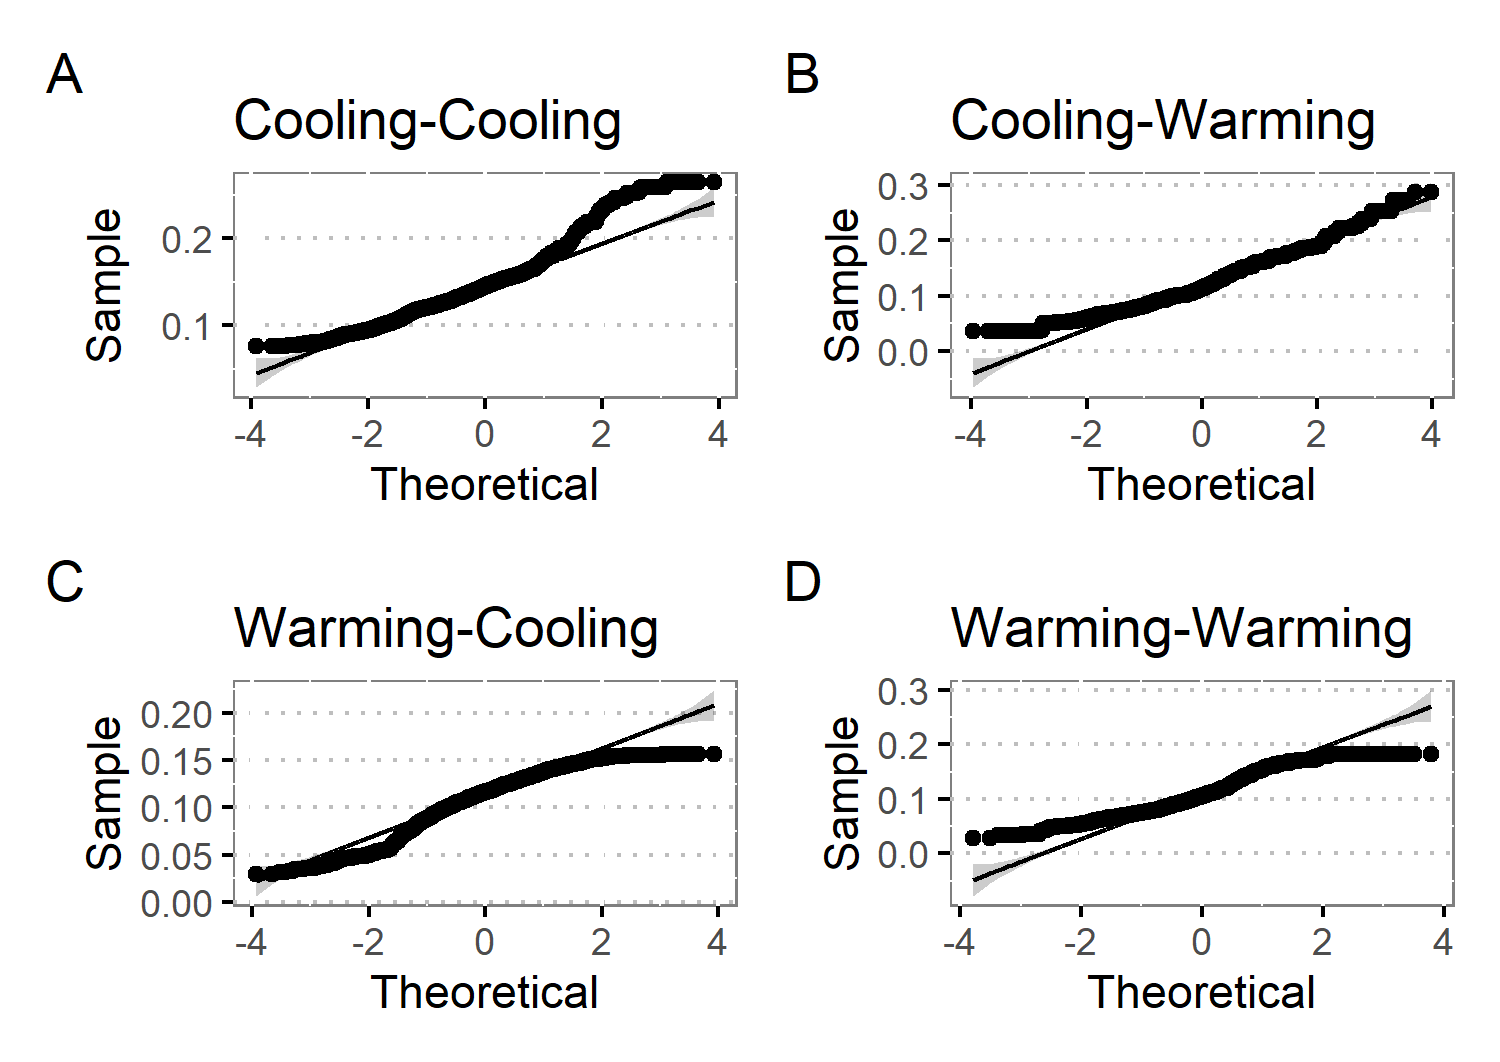 A
Cooling-Cooling
Sample
0.2
0.1
-4 -2 0 2 4
Theoretical
B
Cooling-Warming
Sample
0.3
0.2
0.1
0.0
-4 -2 0 2 4
Theoretical
C
Warming-Cooling
Sample
0.20
0.15
0.10
0.05
0.00
-4 -2 0 2 4
Theoretical
D
Warming-Warming
Sample
0.3
0.2
0.1
0.0
-4 -2 0 2 4
Theoretical